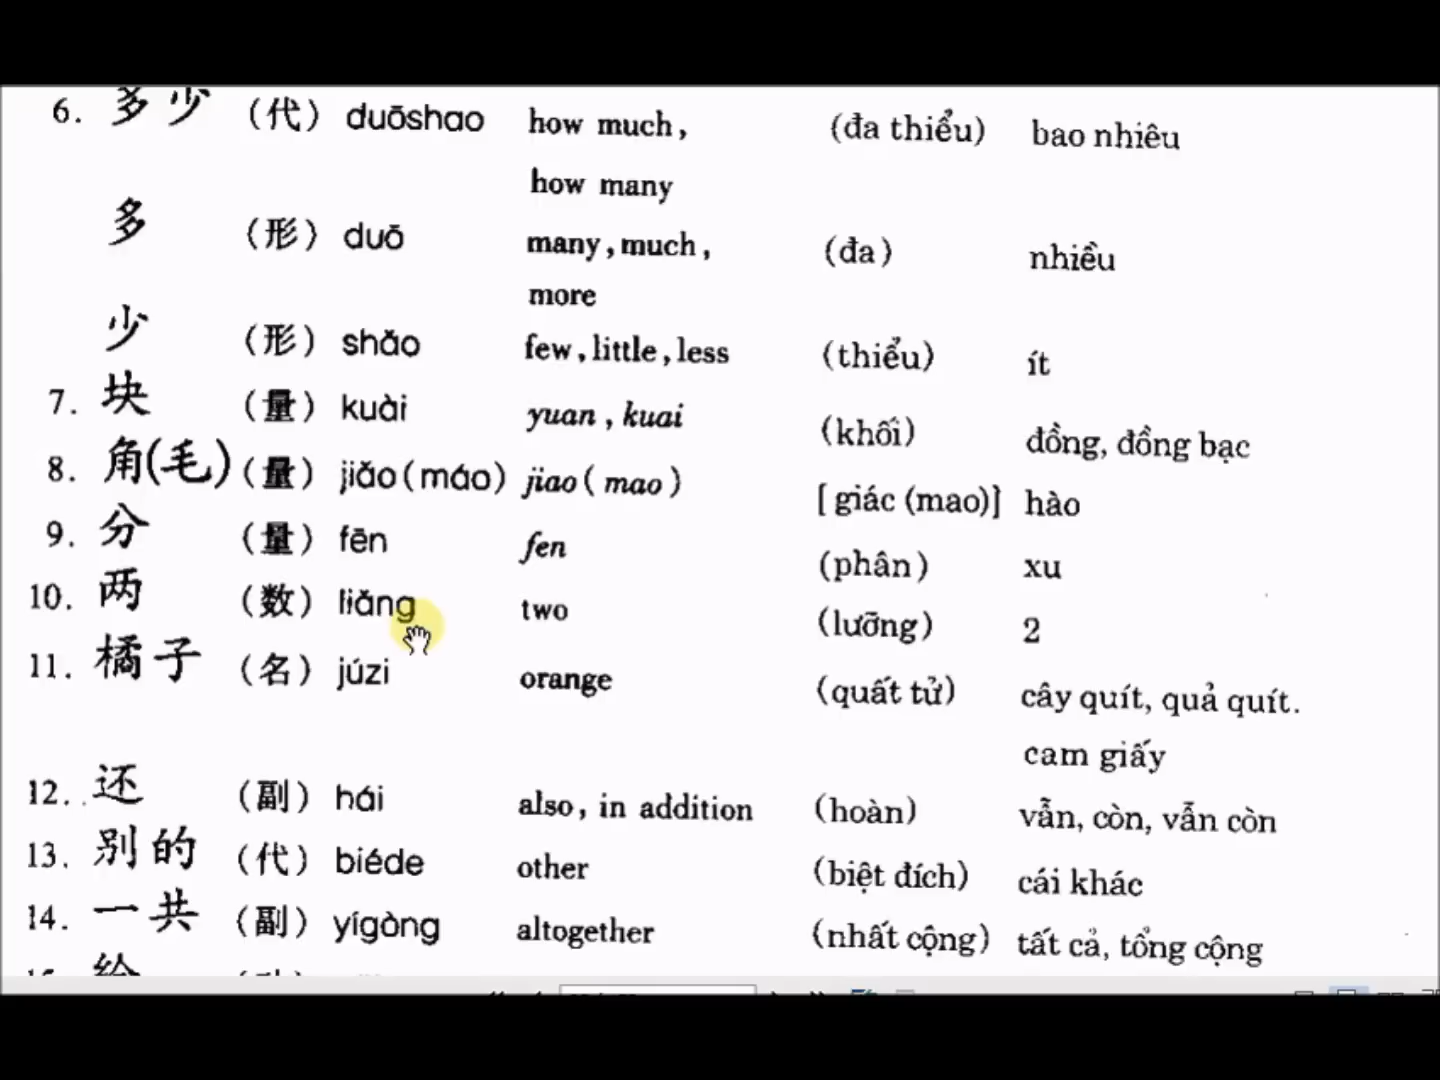 6. 多少 (代) duōshao how much, (đa thiểu) bao nhiêu
how many
多 (形) duō many, much, (đa) nhiều
more
少 (形) shǎo few, little, less (thiểu) ít
7. 块 (量) kuài yuan, kuai (khối) đồng, đồng bạc
8. 角(毛) (量) jiǎo (máo) jiao (mao) [giác (mao)] hào
9. 分 (量) fēn fen (phân) xu
10. 两 (数) liǎng two (lưỡng) 2
11. 橘子 (名) júzi orange (quất tử) cây quít, quả quít.
cam giấy
12. 还 (副) hái also, in addition (hoàn) vẫn, còn, vẫn còn
13. 别的 (代) biéde other (biệt đích) cái khác
14. 一共 (副) yígòng altogether (nhất cộng) tất cả, tổng cộng